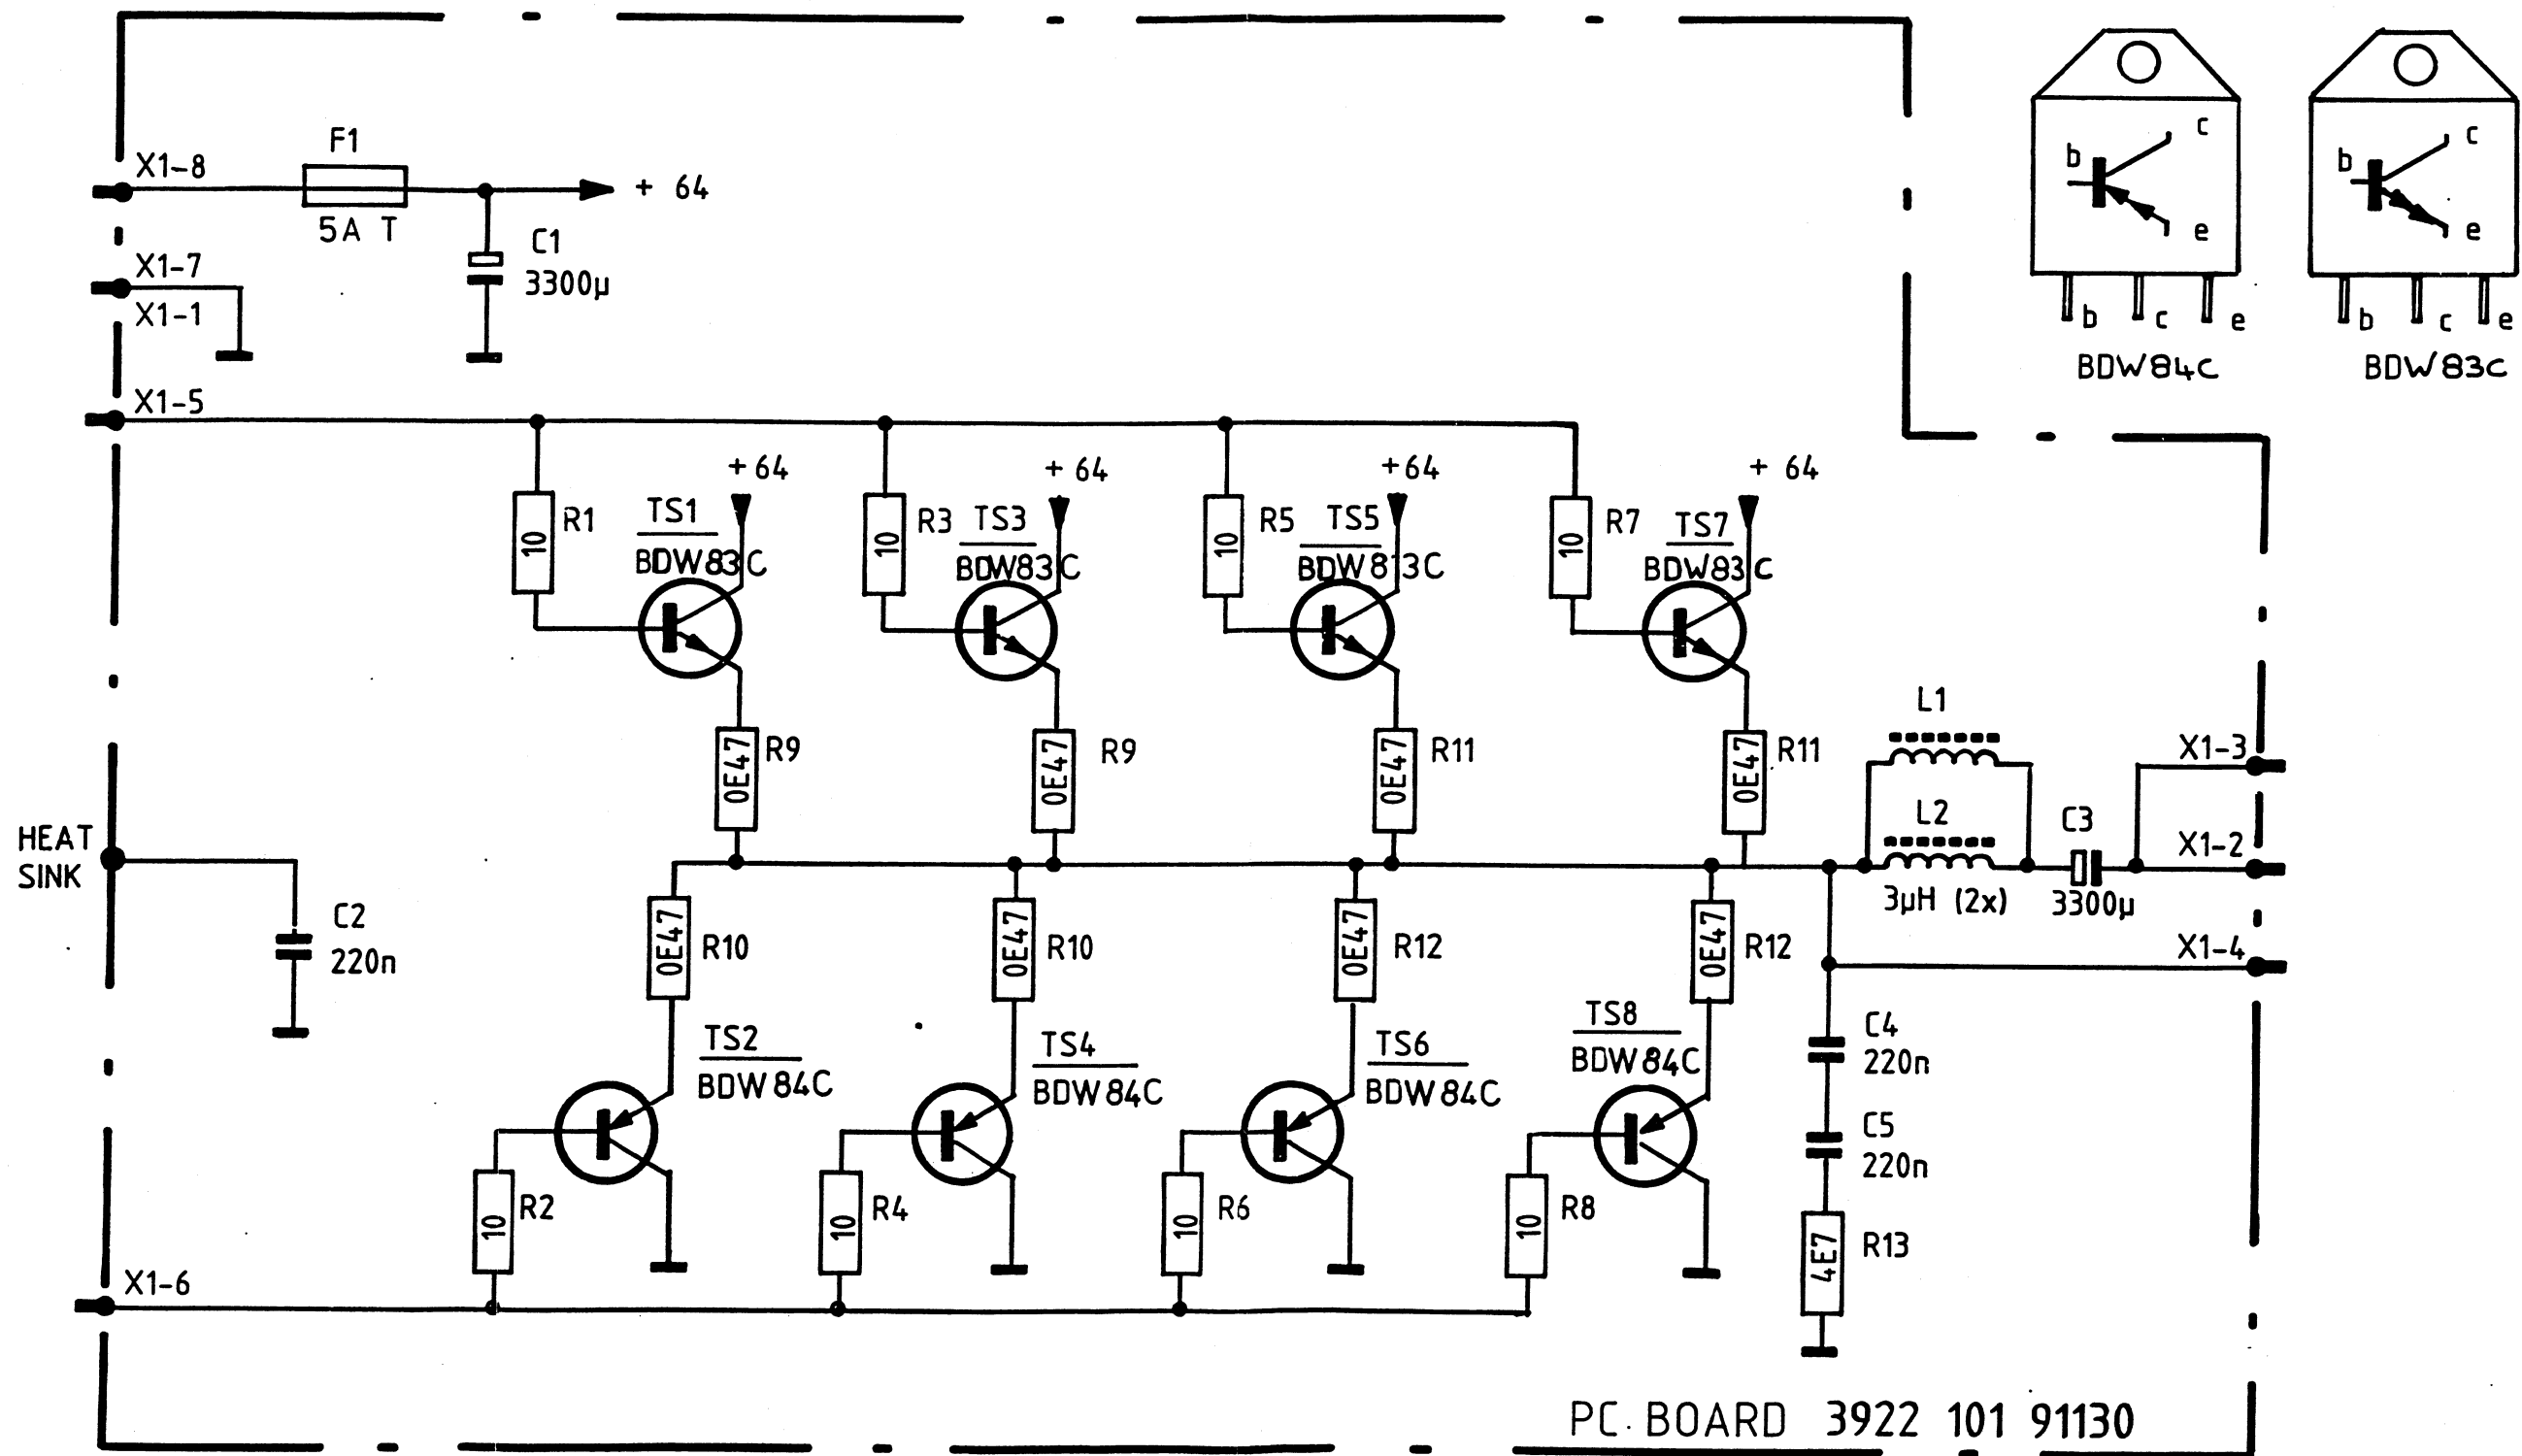 F1
X1-8
+ 64
5A T
C1
3300µ
X1-7
X1-1
X1-5
b
c
e
b c e
BDW84C
b
c
e
b c e
BDW83C
+64
+ 64
+64
+ 64
R1
10
TS1
BDW83C
R3
10
TS3
BDW83C
R5
10
TS5
BDW83C
R7
10
TS7
BDW83C
0E47
R9
0E47
R9
0E47
R11
0E47
R11
L1
X1-3
L2
C3
X1-2
3µH (2x)
3300µ
X1-4
HEAT
SINK
C2
220n
0E47
R10
0E47
R10
0E47
R12
0E47
R12
TS2
BDW84C
TS4
BDW84C
TS6
BDW84C
TS8
BDW84C
C4
220n
C5
220n
10
R2
10
R4
10
R6
10
R8
4E7
R13
X1-6
PC. BOARD 3922 101 91130